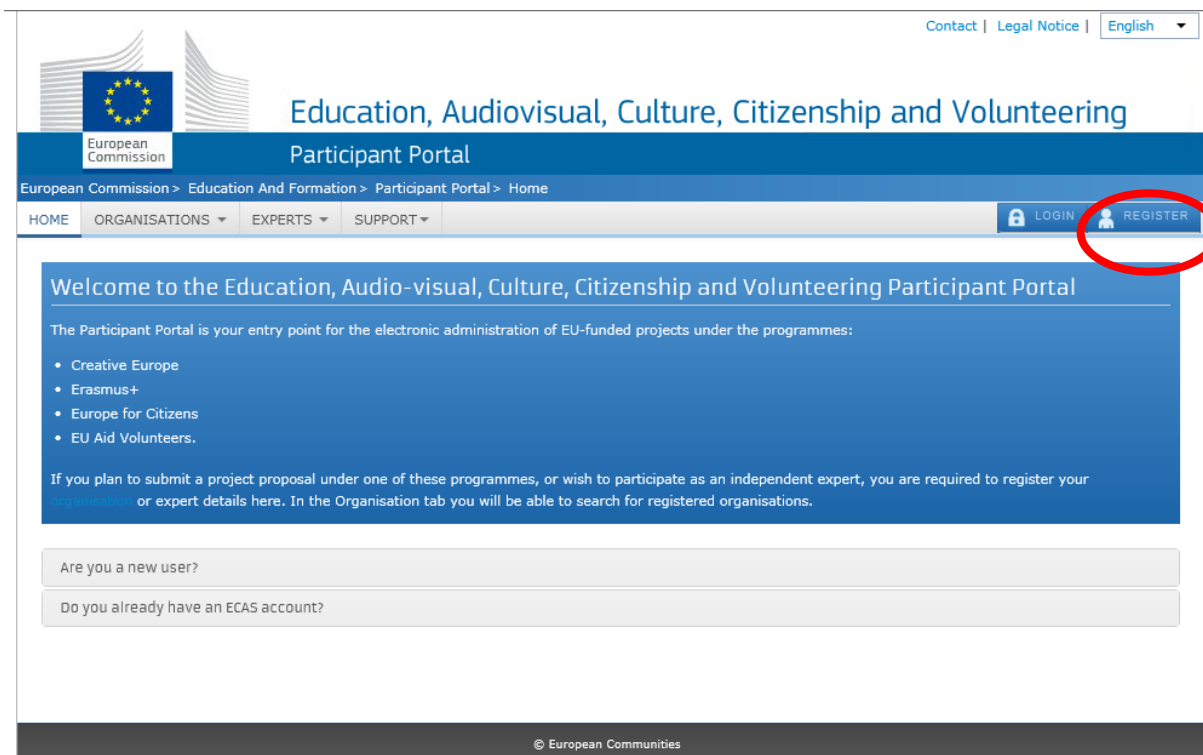 Contact | Legal Notice | English
Education, Audiovisual, Culture, Citizenship and Volunteering
European
Commission
Participant Portal
European Commission > Education And Formation > Participant Portal > Home
HOME ORGANISATIONS EXPERTS SUPPORT LOGIN REGISTER
Welcome to the Education, Audio-visual, Culture, Citizenship and Volunteering Participant Portal
The Participant Portal is your entry point for the electronic administration of EU-funded projects under the programmes:
• Creative Europe
• Erasmus+
• Europe for Citizens
• EU Aid Volunteers.
If you plan to submit a project proposal under one of these programmes, or wish to participate as an independent expert, you are required to register your
organisation or expert details here. In the Organisation tab you will be able to search for registered organisations.
Are you a new user?
Do you already have an ECAS account?
© European Communities